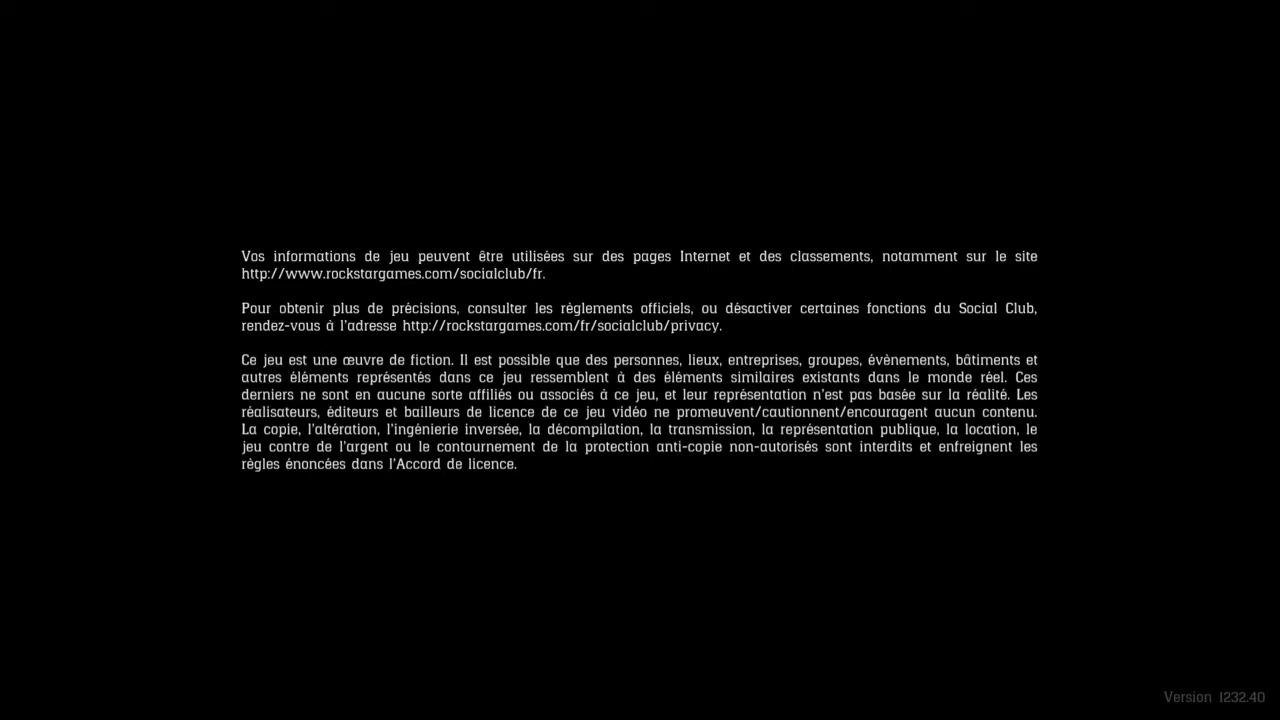 Vos informations de jeu peuvent être utilisées sur des pages Internet et des classements, notamment sur le site
http://www.rockstargames.com/socialclub/fr.
Pour obtenir plus de précisions, consulter les règlements officiels, ou désactiver certaines fonctions du Social Club,
rendez-vous à l'adresse http://rockstargames.com/fr/socialclub/privacy.
Ce jeu est une œuvre de fiction. Il est possible que des personnes, lieux, entreprises, groupes, évènements, bâtiments et
autres éléments représentés dans ce jeu ressemblent à des éléments similaires existants dans le monde réel. Ces
derniers ne sont en aucune sorte affiliés ou associés à ce jeu, et leur représentation n'est pas basée sur la réalité. Les
réalisateurs, éditeurs et bailleurs de licence de ce jeu vidéo ne promeuvent/cautionnent/encouragent aucun contenu.
La copie, l'altération, l'ingénierie inversée, la décompilation, la transmission, la représentation publique, la location, le
jeu contre de l'argent ou le contournement de la protection anti-copie non-autorisés sont interdits et enfreignent les
règles énoncées dans l'Accord de licence.
Version 1232.40